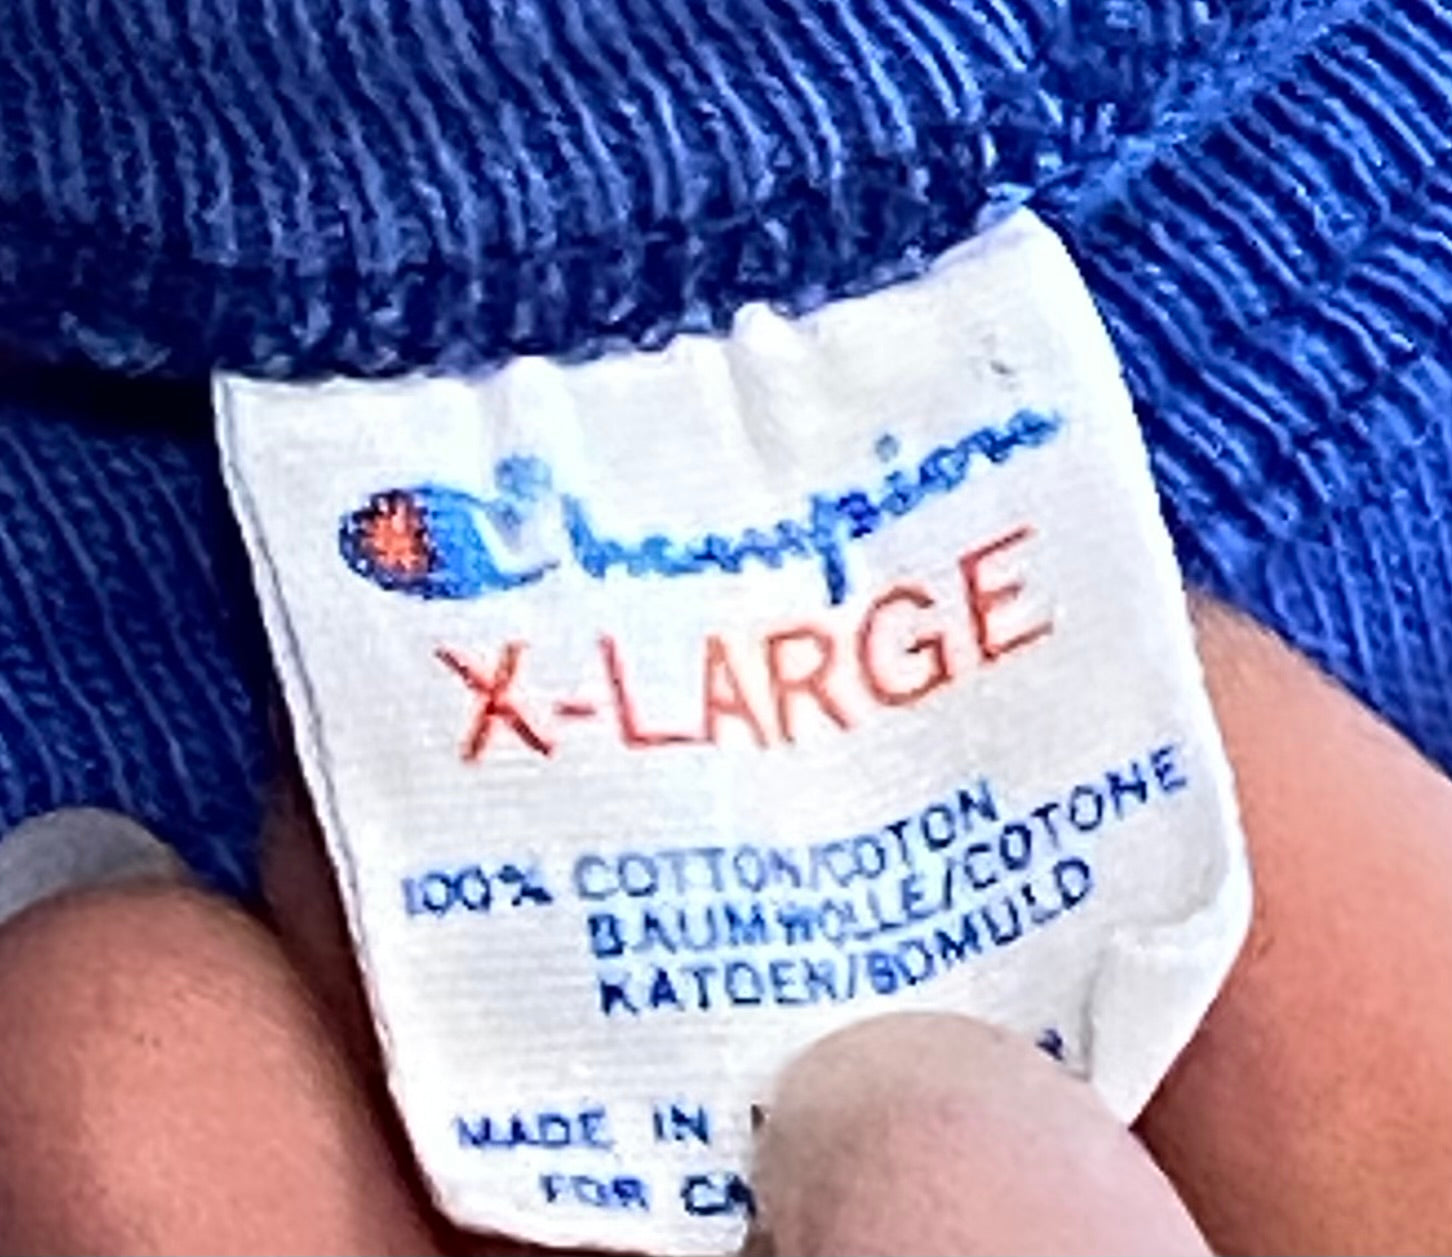 Champion
X-LARGE
100% COTTON/COTON
BAUMWOLLE/COTONE
KATOEN/BOMULD
MADE IN
FOR